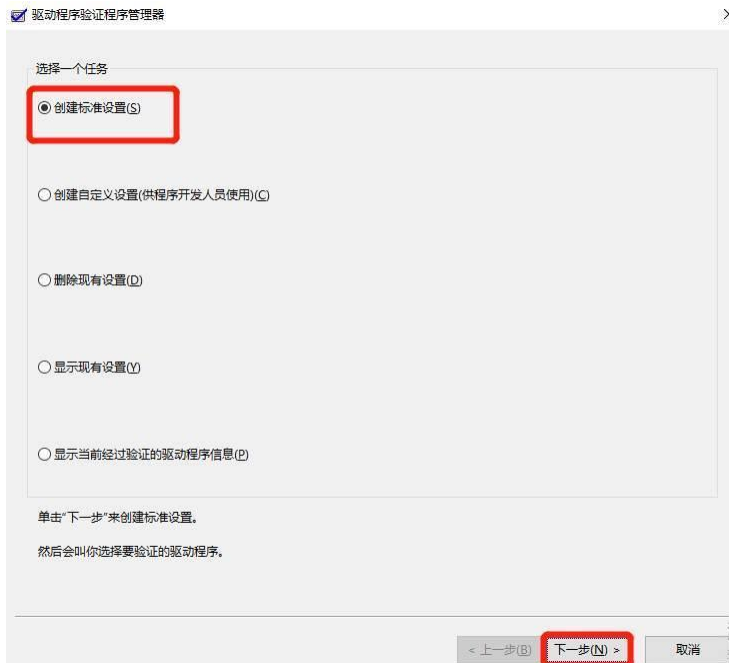 驱动程序验证程序管理器
选择一个任务
创建标准设置(S)
创建自定义设置(供程序开发人员使用)(C)
删除现有设置(D)
显示现有设置(Y)
显示当前经过验证的驱动程序信息(P)
单击“下一步”来创建标准设置。
然后会叫你选择要验证的驱动程序。
< 上一步(B) 下一步(N) > 取消